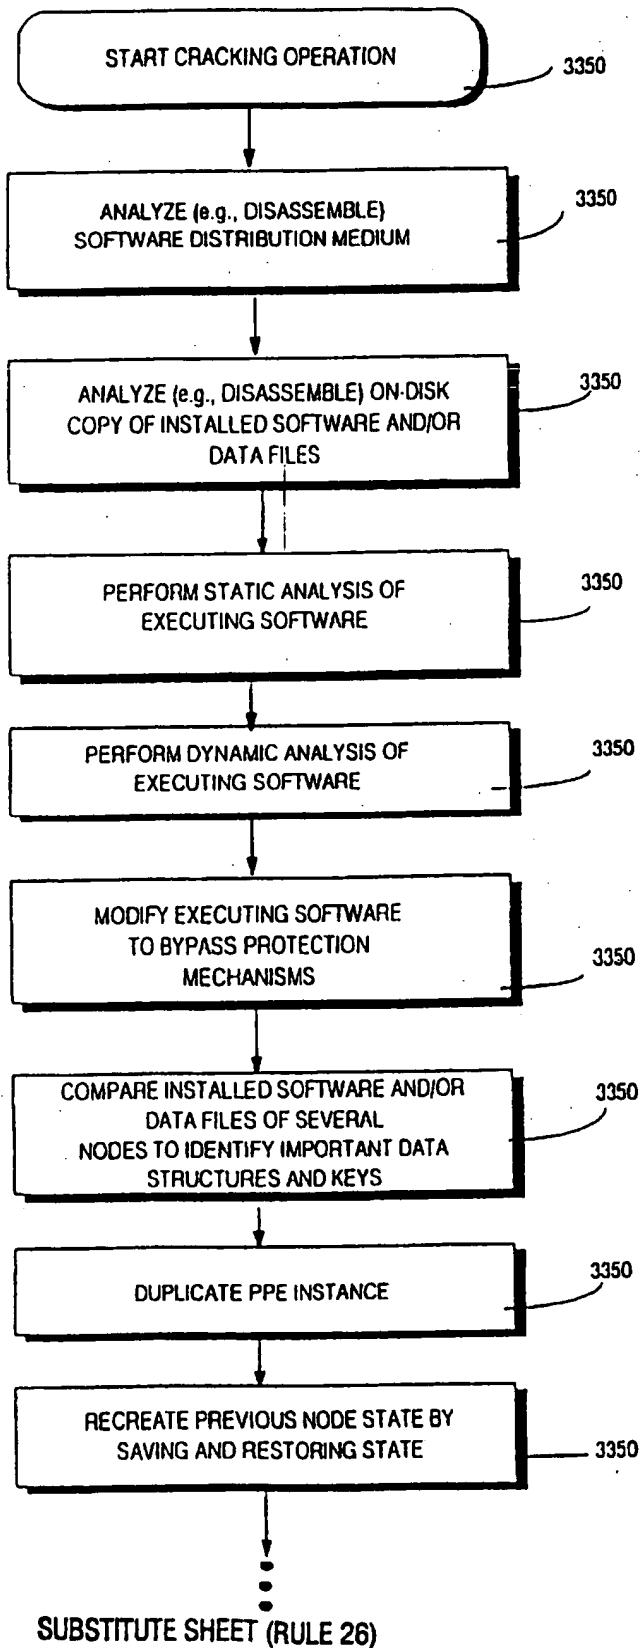 START CRACKING OPERATION
3350
ANALYZE (e.g., DISASSEMBLE)
SOFTWARE DISTRIBUTION MEDIUM
3350
ANALYZE (e.g., DISASSEMBLE) ON-DISK
COPY OF INSTALLED SOFTWARE AND/OR
DATA FILES
3350
PERFORM STATIC ANALYSIS OF
EXECUTING SOFTWARE
3350
PERFORM DYNAMIC ANALYSIS OF
EXECUTING SOFTWARE
3350
MODIFY EXECUTING SOFTWARE
TO BYPASS PROTECTION
MECHANISMS
3350
COMPARE INSTALLED SOFTWARE AND/OR
DATA FILES OF SEVERAL
NODES TO IDENTIFY IMPORTANT DATA
STRUCTURES AND KEYS
3350
DUPLICATE PPE INSTANCE
3350
RECREATE PREVIOUS NODE STATE BY
SAVING AND RESTORING STATE
3350
SUBSTITUTE SHEET (RULE 26)